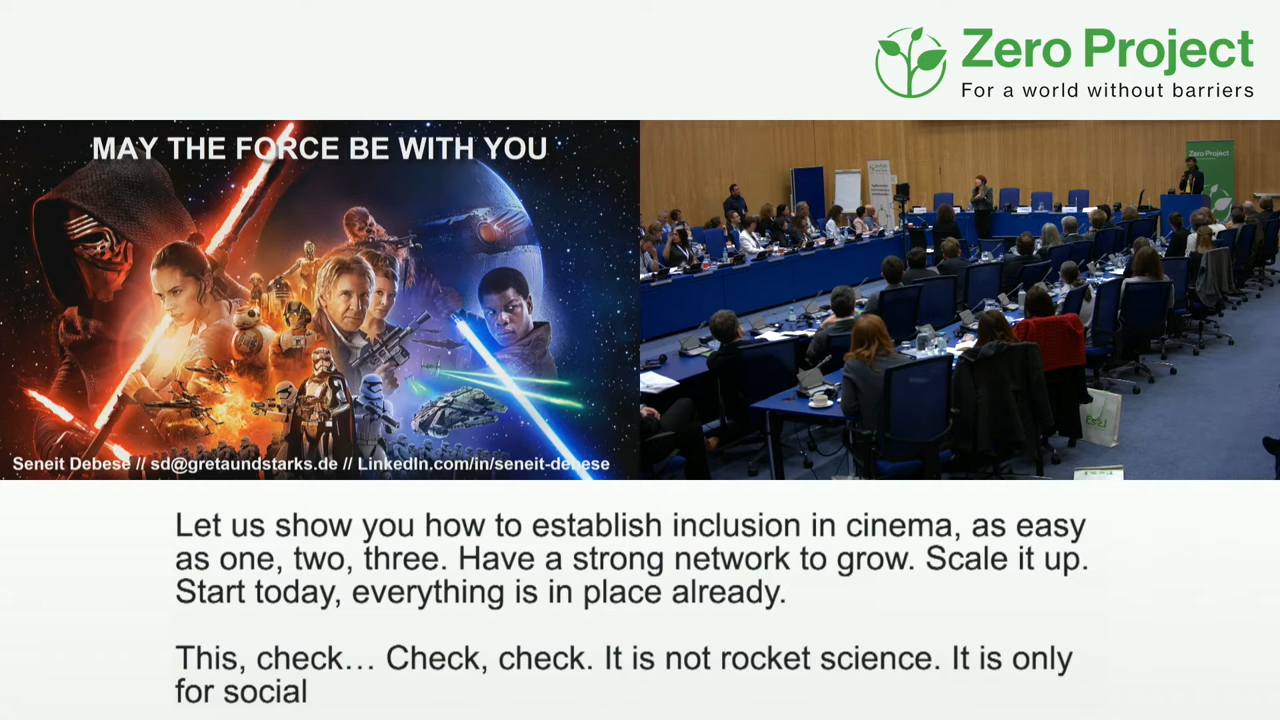 Zero Project
For a world without barriers
MAY THE FORCE BE WITH YOU
Seneit Debese // sd@gretaundstarks.de // LinkedIn.com/in/seneit-debese
Zero Project
Let us show you how to establish inclusion in cinema, as easy
as one, two, three. Have a strong network to grow. Scale it up.
Start today, everything is in place already.
This, check… Check, check. It is not rocket science. It is only
for social